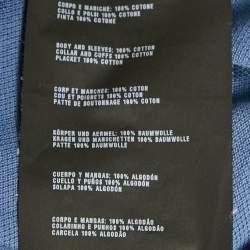 CORPO E MANICHE: 100% COTONE
COLLO E POLSI 100% COTONE
FINTA 100% COTONE
BODY AND SLEEVES: 100% COTTON
COLLAR AND CUFFS 100% COTTON
PLACKET 100% COTTON
CORPS ET MANCHES: 100% COTON
COU ET POIGNETS 100% COTON
PATTE DE BOUTONNAGE 100% COTON
KÖRPER UND AERMEL: 100% BAUMWOLLE
KRAGEN UND MANSCHETTEN 100% BAUMWOLLE
PATTE 100% BAUMWOLLE
CUERPO Y MANGAS: 100% ALGODÓN
CUELLO Y PUÑOS 100% ALGODÓN
SOLAPA 100% ALGODÓN
CORPO E MANGAS: 100% ALGODÃO
COLARINHO E PUNHOS 100% ALGODÃO
CARCELA 100% ALGODÃO